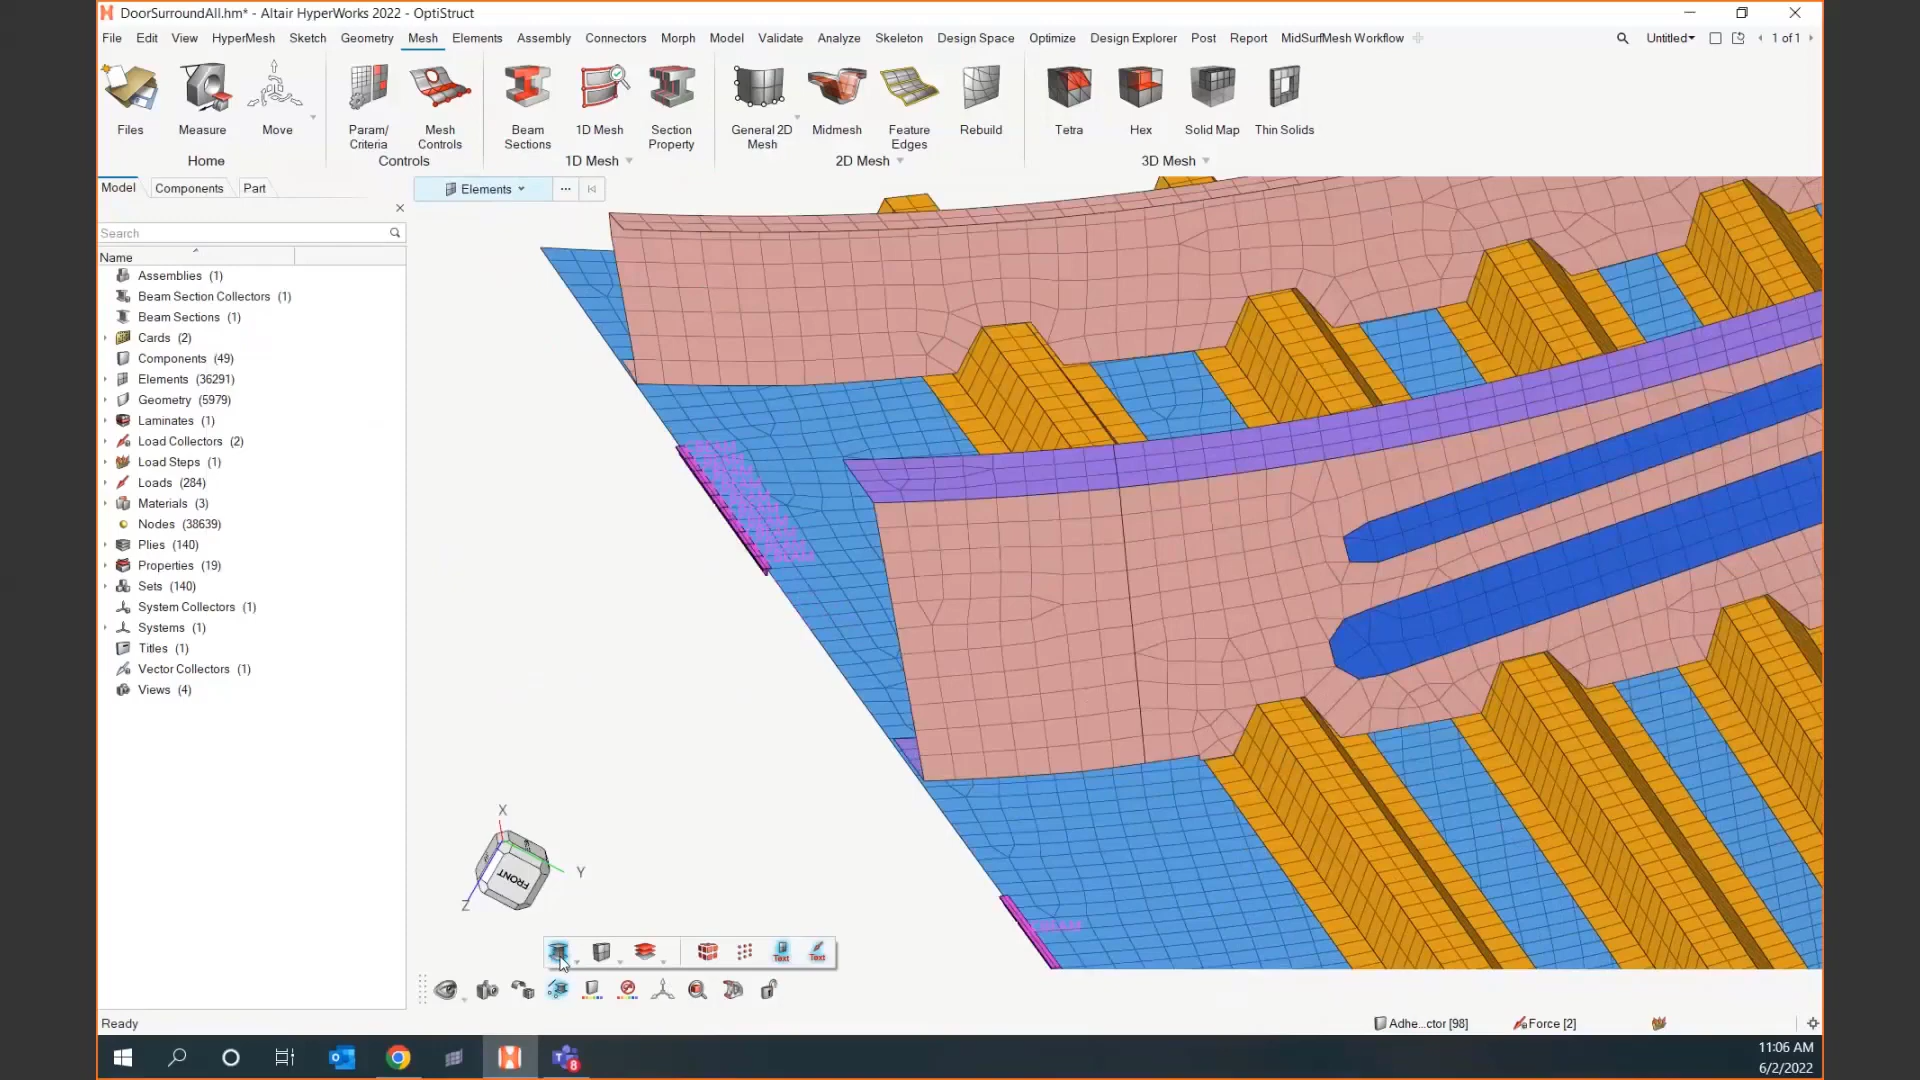 DoorSurroundAll.hm* - Altair HyperWorks 2022 - OptiStruct
File Edit View HyperMesh Sketch Geometry Mesh Elements Assembly Connectors Morph Model Validate Analyze Skeleton Design Space Optimize Design Explorer Post Report MidSurfMesh Workflow Untitled 1 of 1
Files Measure Move Param/ Criteria Mesh Controls Beam Sections 1D Mesh Section Property General 2D Mesh Midmesh Feature Edges Rebuild Tetra Hex Solid Map Thin Solids
Home Controls 1D Mesh 2D Mesh 3D Mesh
Model Components Part
Elements
Search
Name
Assemblies (1)
Beam Section Collectors (1)
Beam Sections (1)
Cards (2)
Components (49)
Elements (36291)
Geometry (5979)
Laminates (1)
Load Collectors (2)
Load Steps (1)
Loads (284)
Materials (3)
Nodes (38639)
Plies (140)
Properties (19)
Sets (140)
System Collectors (1)
Systems (1)
Titles (1)
Vector Collectors (1)
Views (4)
X
Y
Z
FRONT
Text Text
Ready
Adhe...ctor [98] Force [2]
8
11:06 AM
6/2/2022